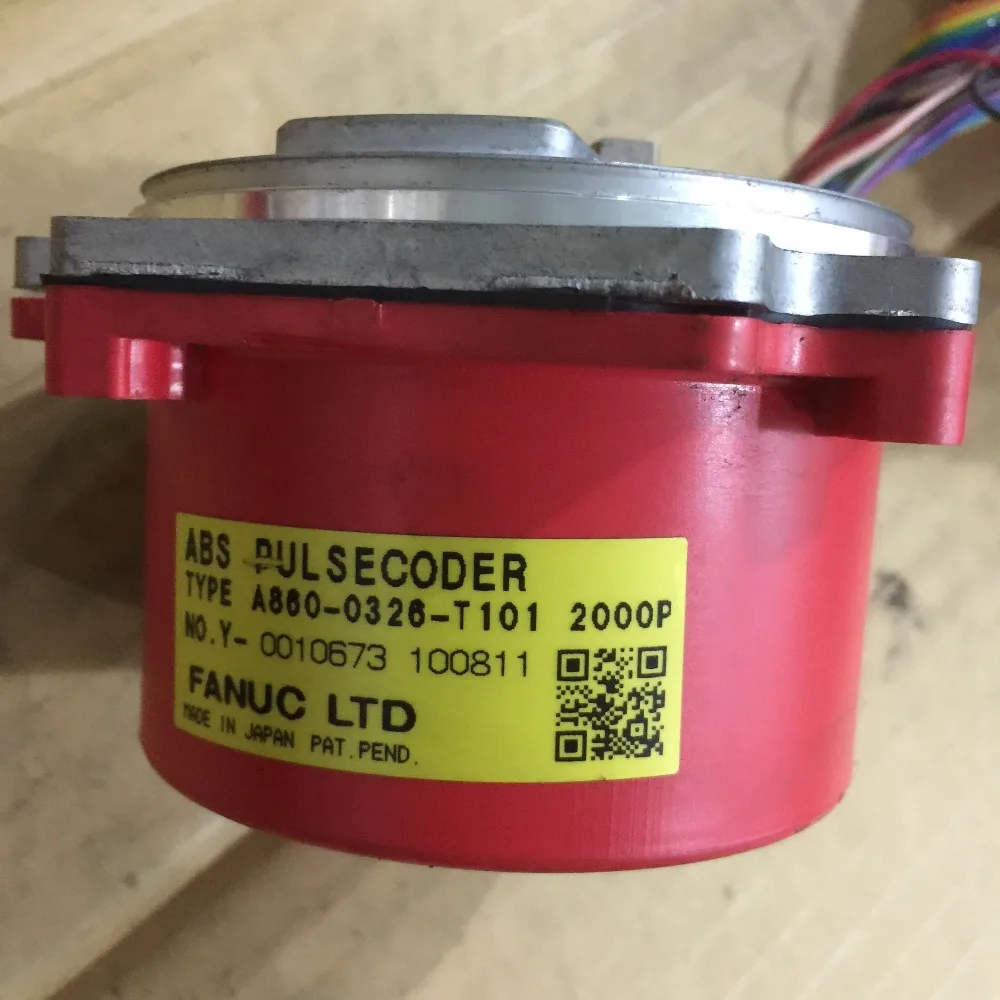 ABS PULSECODER
TYPE A860-0326-T101 2000P
NO.Y- 0010673 100811
FANUC LTD
MADE IN JAPAN PAT.PEND.